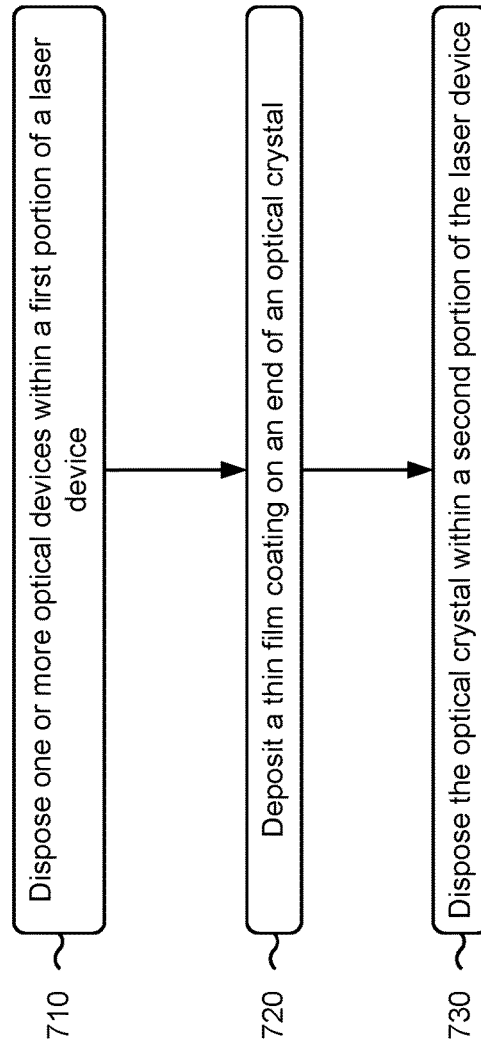 710
Dispose one or more optical devices within a first portion of a laser
device
720
Deposit a thin film coating on an end of an optical crystal
730
Dispose the optical crystal within a second portion of the laser device